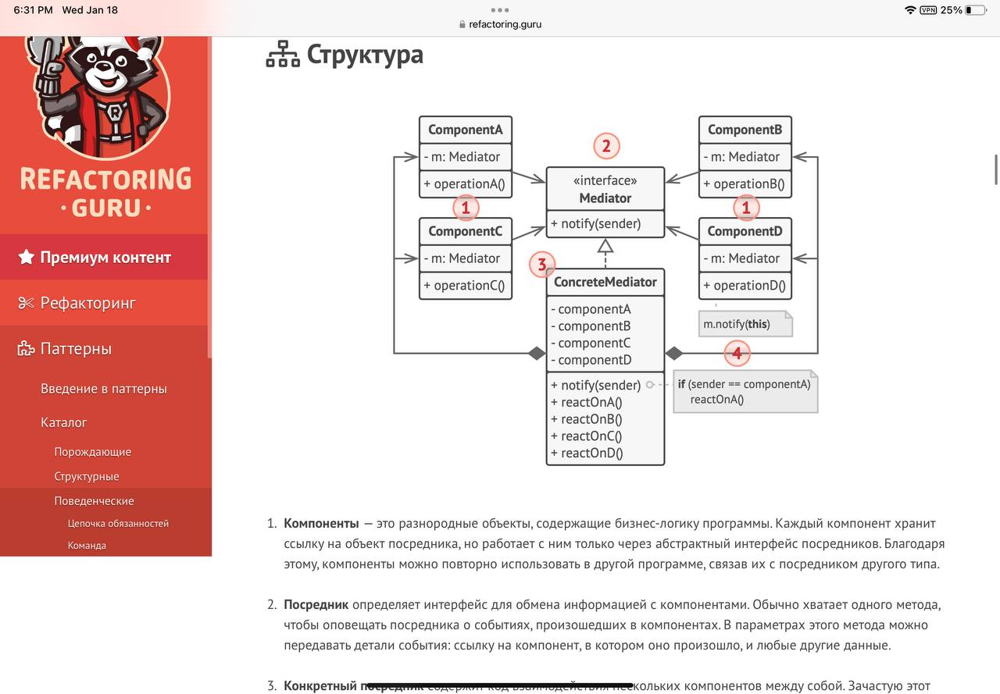 6:31 PM Wed Jan 18
VPN 25%
refactoring.guru
R
REFACTORING
· GURU ·
Премиум контент
Рефакторинг
Паттерны
Введение в паттерны
Каталог
Порождающие
Структурные
Поведенческие
Цепочка обязанностей
Команда
Структура
ComponentA
- m: Mediator
+ operationA()
1
ComponentC
- m: Mediator
+ operationC()
2
«interface»
Mediator
+ notify(sender)
3
ConcreteMediator
- componentA
- componentB
- componentC
- componentD
+ notify(sender)
+ reactOnA()
+ reactOnB()
+ reactOnC()
+ reactOnD()
ComponentB
- m: Mediator
+ operationB()
1
ComponentD
- m: Mediator
+ operationD()
m.notify(this)
4
if (sender == componentA)
reactOnA()
1. Компоненты — это разнородные объекты, содержащие бизнес-логику программы. Каждый компонент хранит
ссылку на объект посредника, но работает с ним только через абстрактный интерфейс посредников. Благодаря
этому, компоненты можно повторно использовать в другой программе, связав их с посредником другого типа.
2. Посредник определяет интерфейс для обмена информацией с компонентами. Обычно хватает одного метода,
чтобы оповещать посредника о событиях, произошедших в компонентах. В параметрах этого метода можно
передавать детали события: ссылку на компонент, в котором оно произошло, и любые другие данные.
3. Конкретный посредник содержит код взаимодействия нескольких компонентов между собой. Зачастую этот